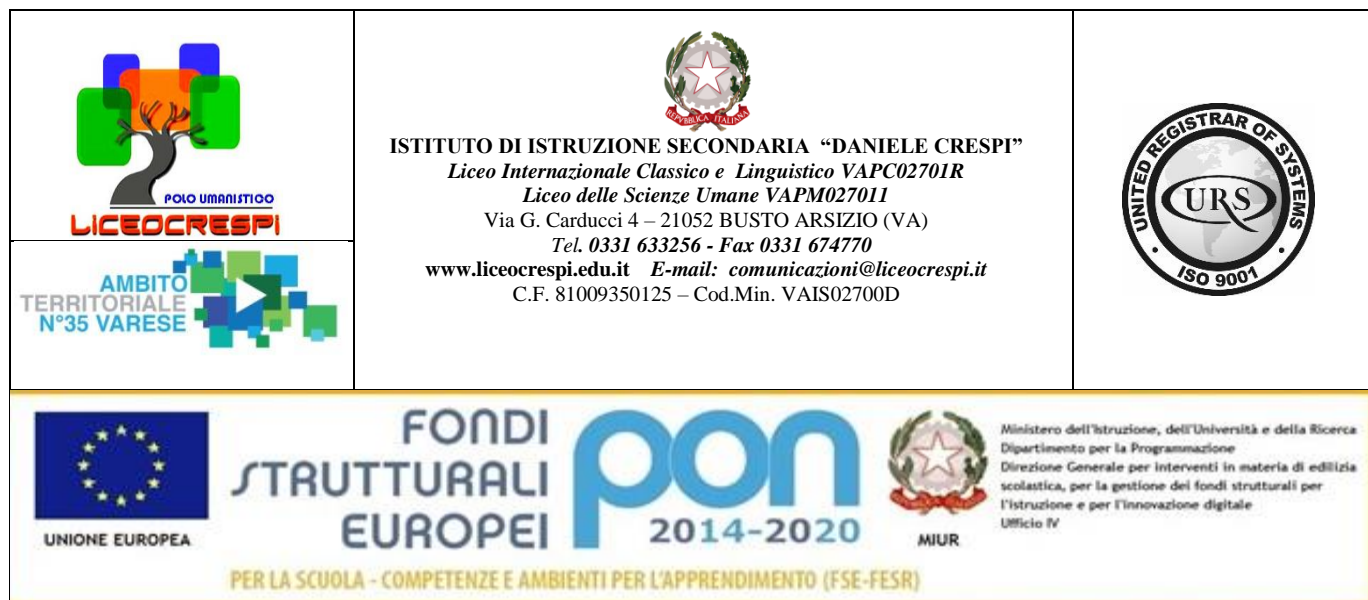 POLO UMANISTICO
LICEOCRESPI
AMBITO
TERRITORIALE
N°35 VARESE
REPVBBLICA ITALIANA
ISTITUTO DI ISTRUZIONE SECONDARIA “DANIELE CRESPI”
Liceo Internazionale Classico e Linguistico VAPC02701R
Liceo delle Scienze Umane VAPM027011
Via G. Carducci 4 – 21052 BUSTO ARSIZIO (VA)
Tel. 0331 633256 - Fax 0331 674770
www.liceocrespi.edu.it E-mail: comunicazioni@liceocrespi.it
C.F. 81009350125 – Cod.Min. VAIS02700D
UNITED REGISTRAR OF SYSTEMS
URS
ISO 9001
UNIONE EUROPEA
FONDI
STRUTTURALI
EUROPEI
pon
2014-2020
MIUR
Ministero dell'Istruzione, dell'Università e della Ricerca
Dipartimento per la Programmazione
Direzione Generale per interventi in materia di edilizia
scolastica, per la gestione dei fondi strutturali per
l'istruzione e per l'innovazione digitale
Ufficio IV
PER LA SCUOLA - COMPETENZE E AMBIENTI PER L'APPRENDIMENTO (FSE-FESR)